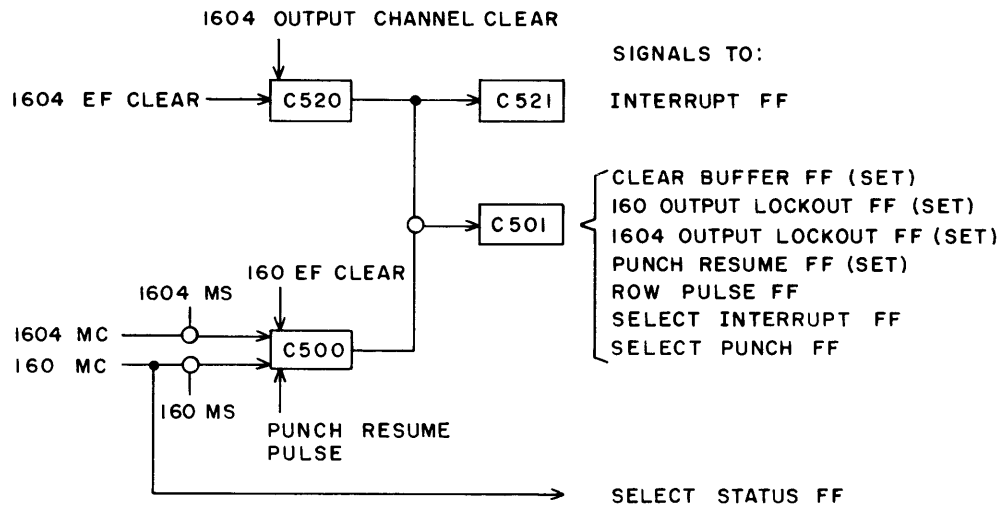 1604 OUTPUT CHANNEL CLEAR
SIGNALS TO:
1604 EF CLEAR
C520
C521
INTERRUPT FF
CLEAR BUFFER FF (SET)
160 OUTPUT LOCKOUT FF (SET)
C501
1604 OUTPUT LOCKOUT FF (SET)
PUNCH RESUME FF (SET)
ROW PULSE FF
SELECT INTERRUPT FF
SELECT PUNCH FF
160 EF CLEAR
1604 MS
1604 MC
C500
160 MC
160 MS
PUNCH RESUME
PULSE
SELECT STATUS FF